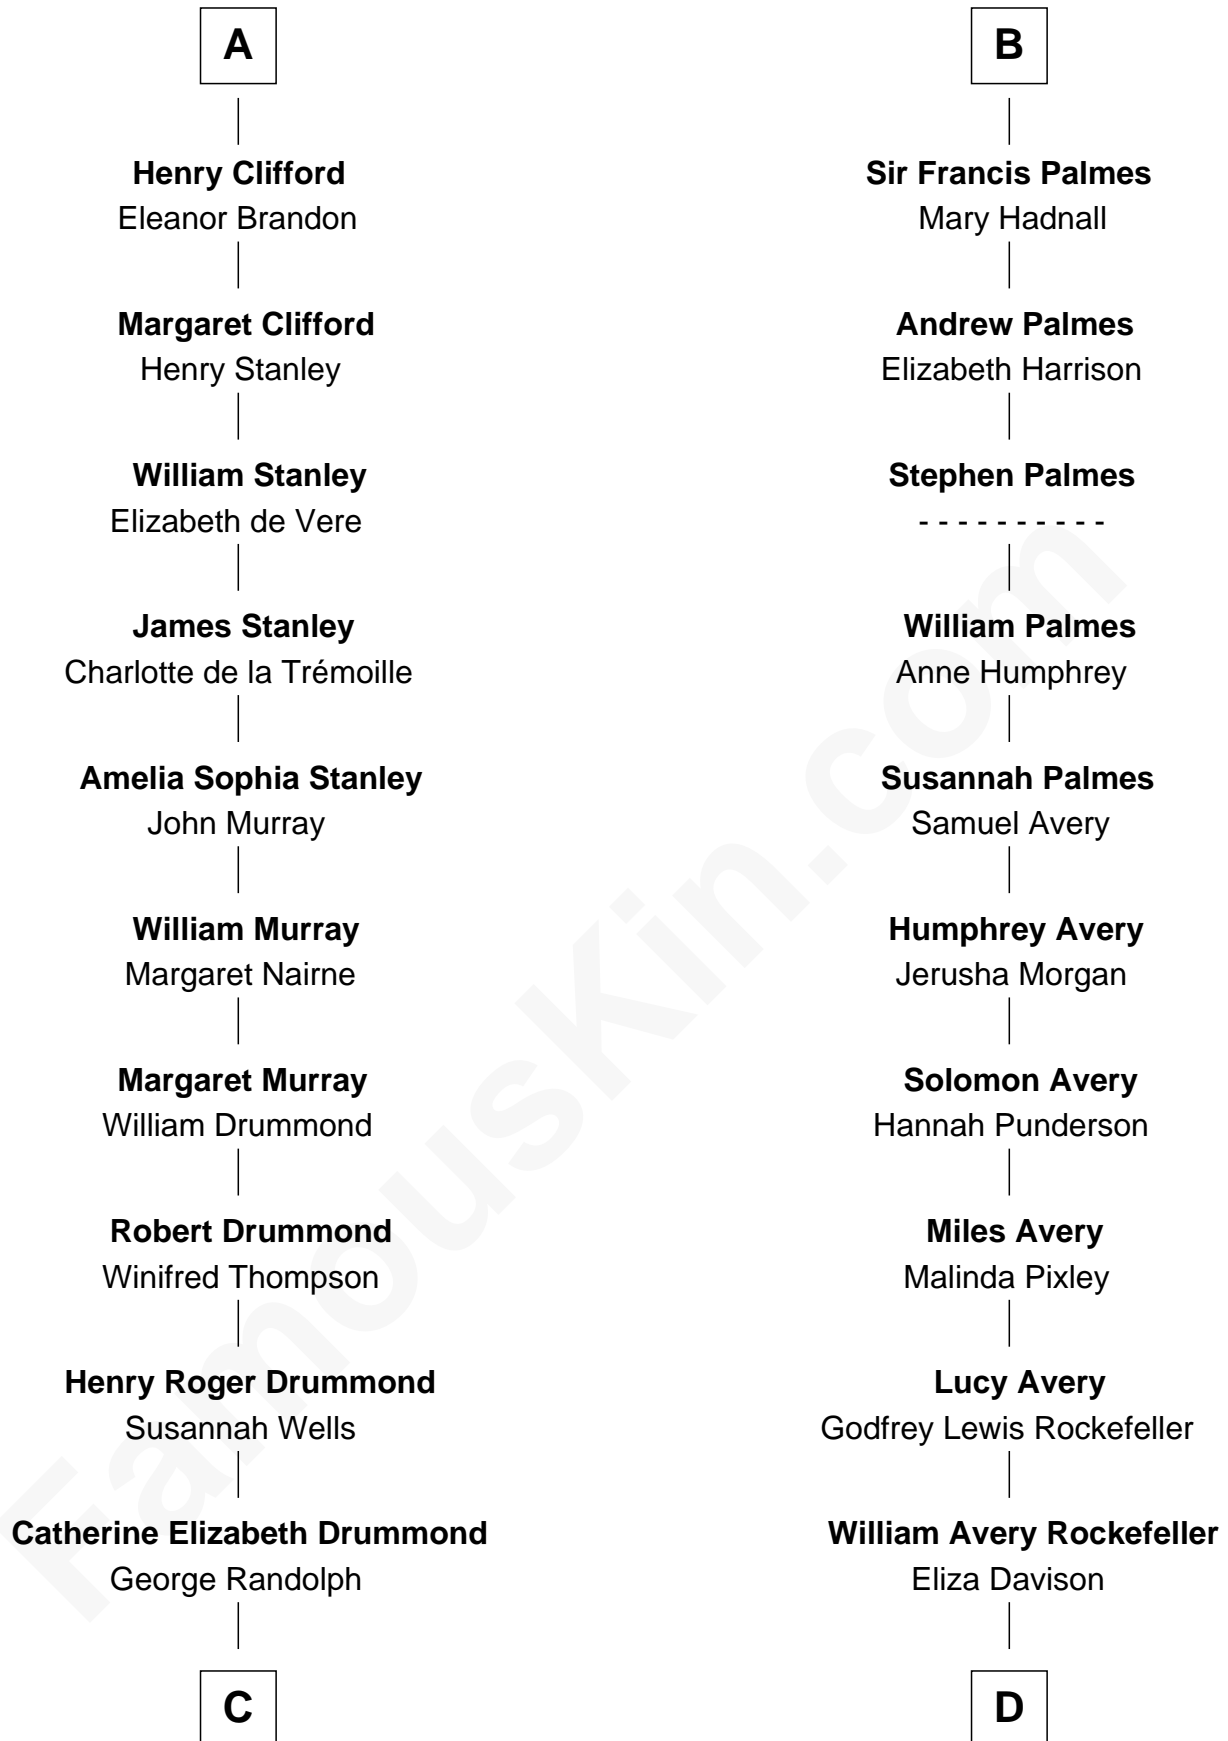 A
Henry Clifford
Eleanor Brandon
Margaret Clifford
Henry Stanley
William Stanley
Elizabeth de Vere
James Stanley
Charlotte de la Trémoille
Amelia Sophia Stanley
John Murray
William Murray
Margaret Nairne
Margaret Murray
William Drummond
Robert Drummond
Winifred Thompson
Henry Roger Drummond
Susannah Wells
Catherine Elizabeth Drummond
George Randolph
C
B
Sir Francis Palmes
Mary Hadnall
Andrew Palmes
Elizabeth Harrison
Stephen Palmes
- - - - - - - - - -
William Palmes
Anne Humphrey
Susannah Palmes
Samuel Avery
Humphrey Avery
Jerusha Morgan
Solomon Avery
Hannah Punderson
Miles Avery
Malinda Pixley
Lucy Avery
Godfrey Lewis Rockefeller
William Avery Rockefeller
Eliza Davison
D
FamousKin.com